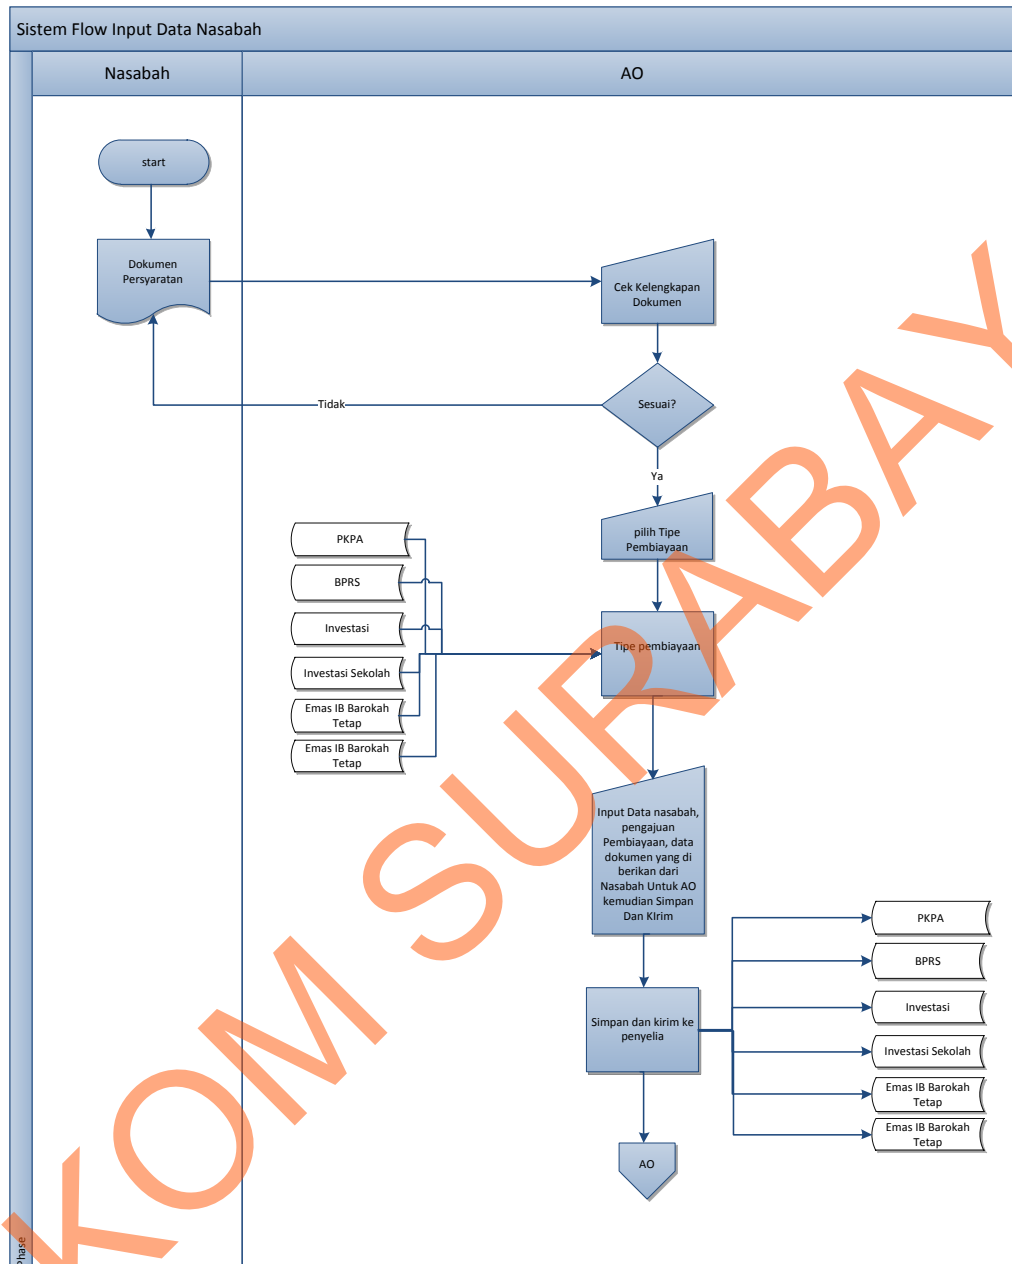 Sistem Flow Input Data Nasabah
Nasabah
AO
start
Dokumen
Persyaratan
Cek Kelengkapan
Dokumen
Sesuai?
Tidak
Ya
pilih Tipe
Pembiayaan
PKPA
BPRS
Investasi
Investasi Sekolah
Emas IB Barokah
Tetap
Emas IB Barokah
Tetap
Tipe pembiayaan
Input Data nasabah,
pengajuan
Pembiayaan, data
dokumen yang di
berikan dari
Nasabah Untuk AO
kemudian Simpan
Dan KIrim
Simpan dan kirim ke
penyelia
PKPA
BPRS
Investasi
Investasi Sekolah
Emas IB Barokah
Tetap
Emas IB Barokah
Tetap
AO
Phase
KOM SURABAY